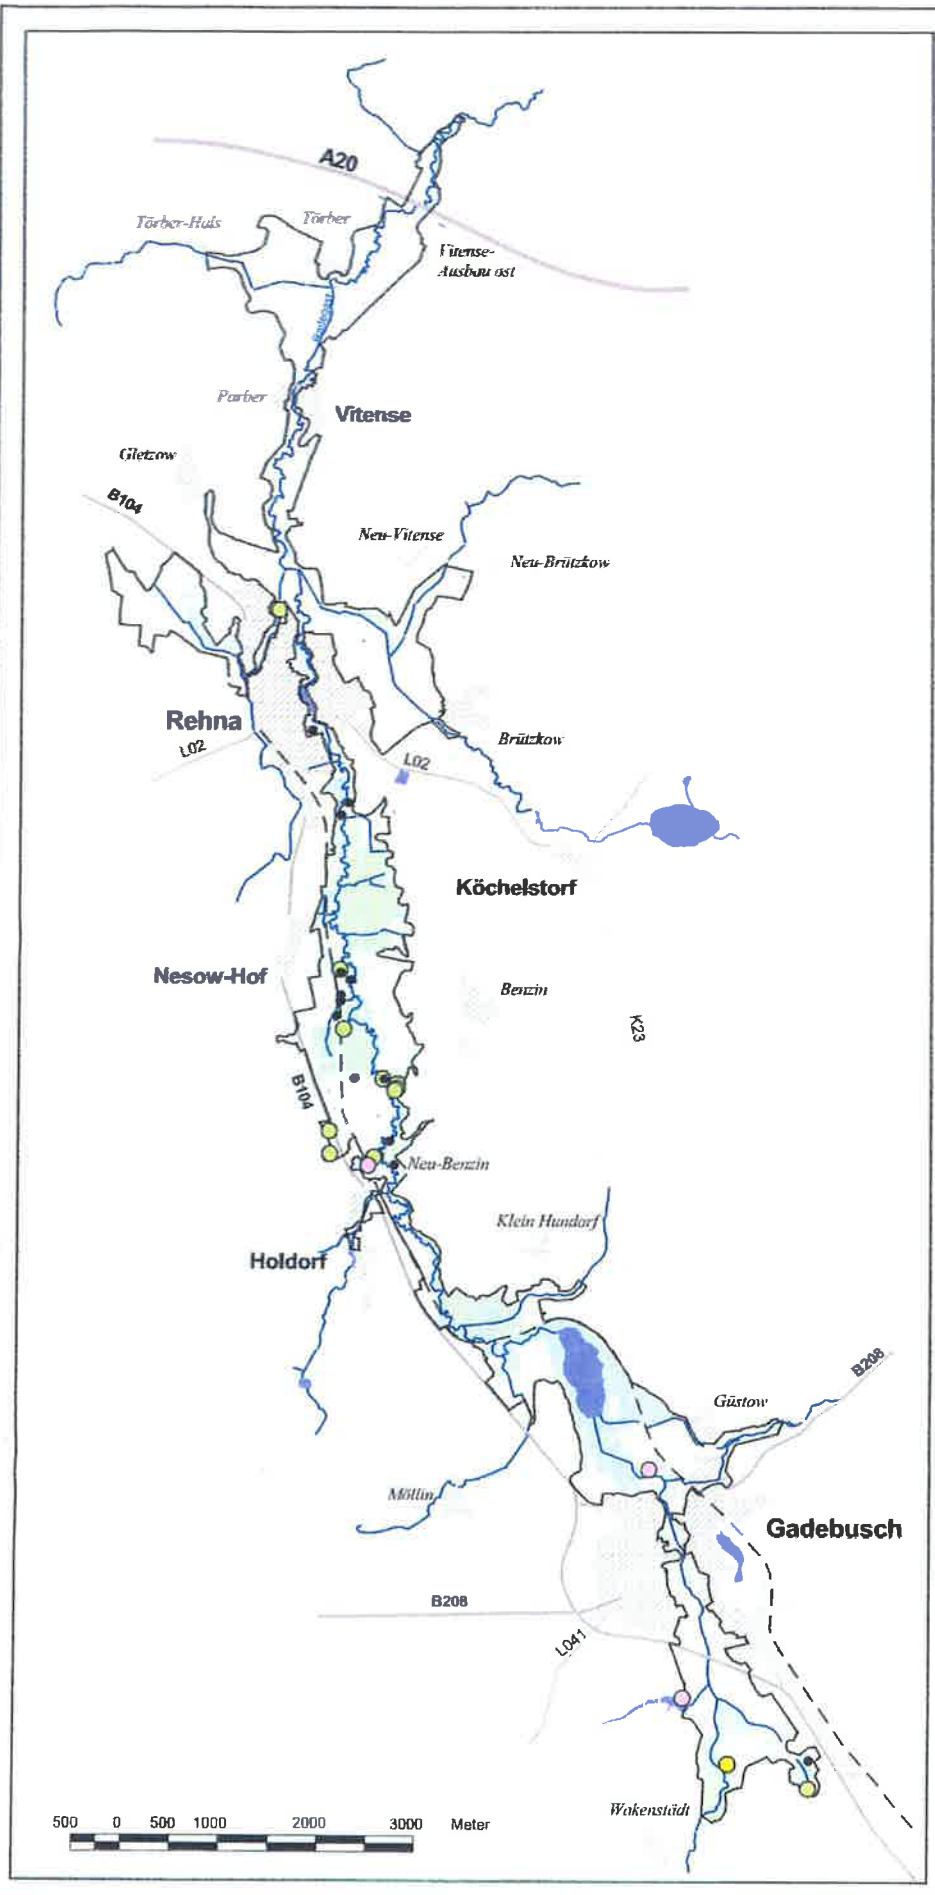 A20
Törber-Huis
Törber
Vitense-
Ausbau ost
Radegast
Parber
Vitense
Gletzow
B104
Neu-Vitense
Neu-Brützkow
Rehna
L02
L02
Brützkow
Köchelstorf
Nesow-Hof
Benzin
K23
B104
Neu-Benzin
Klein Hundorf
Holdorf
B208
Güstow
Möllin
Gadebusch
B208
L041
Wakenstädt
500 0 500 1000 2000 3000 Meter